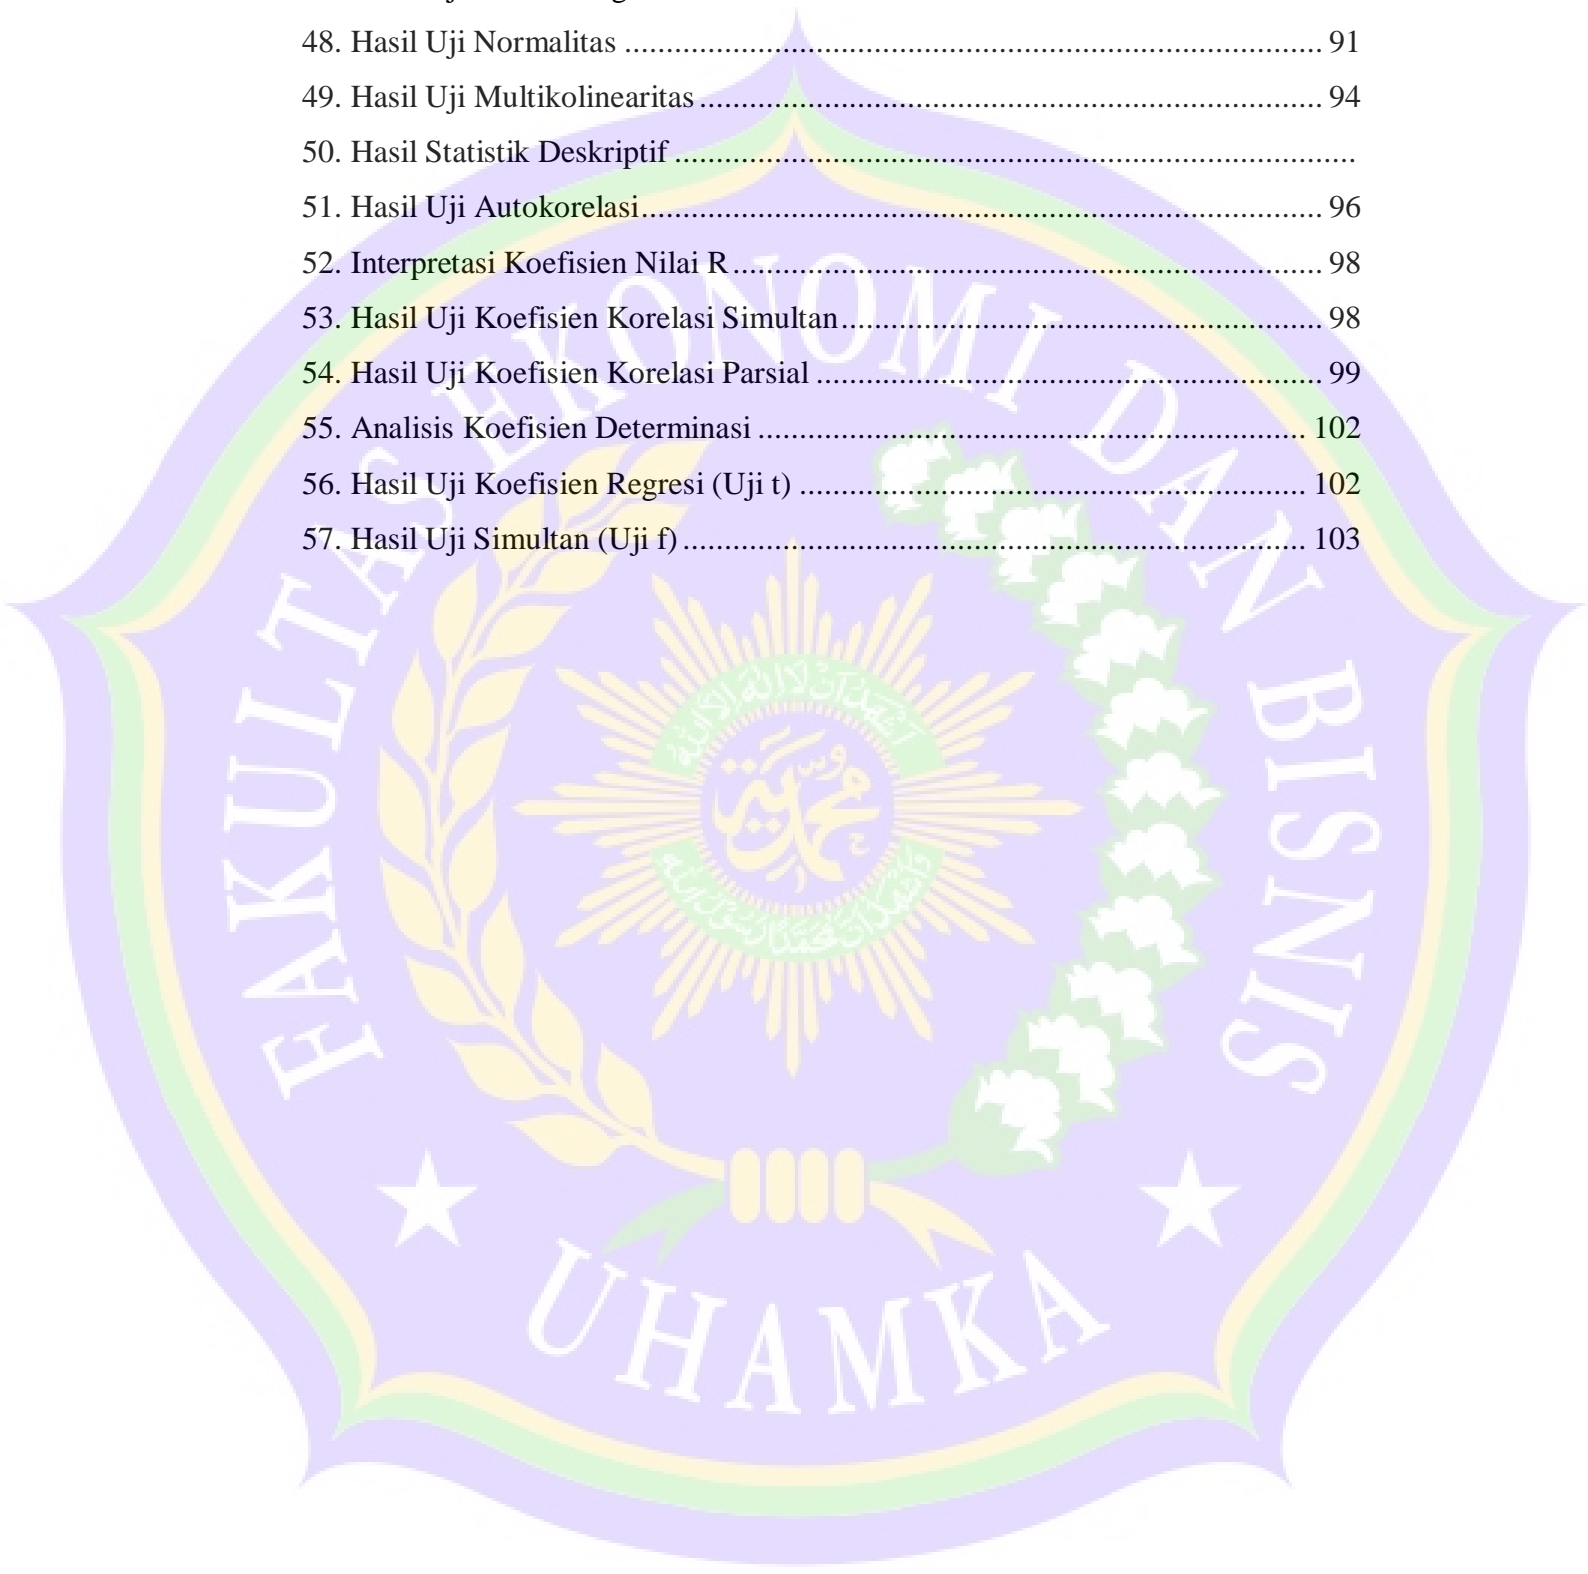 48. Hasil Uji Normalitas ..................................................................................... 91
49. Hasil Uji Multikolinearitas ........................................................................... 94
50. Hasil Statistik Deskriptif ..................................................................................
51. Hasil Uji Autokorelasi.................................................................................. 96
52. Interpretasi Koefisien Nilai R ....................................................................... 98
53. Hasil Uji Koefisien Korelasi Simultan.......................................................... 98
54. Hasil Uji Koefisien Korelasi Parsial ............................................................. 99
55. Analisis Koefisien Determinasi .................................................................. 102
56. Hasil Uji Koefisien Regresi (Uji t) ............................................................. 102
57. Hasil Uji Simultan (Uji f) ........................................................................... 103
FAKULTAS EKONOMI DAN BISNIS
محمدية
UHAMKA